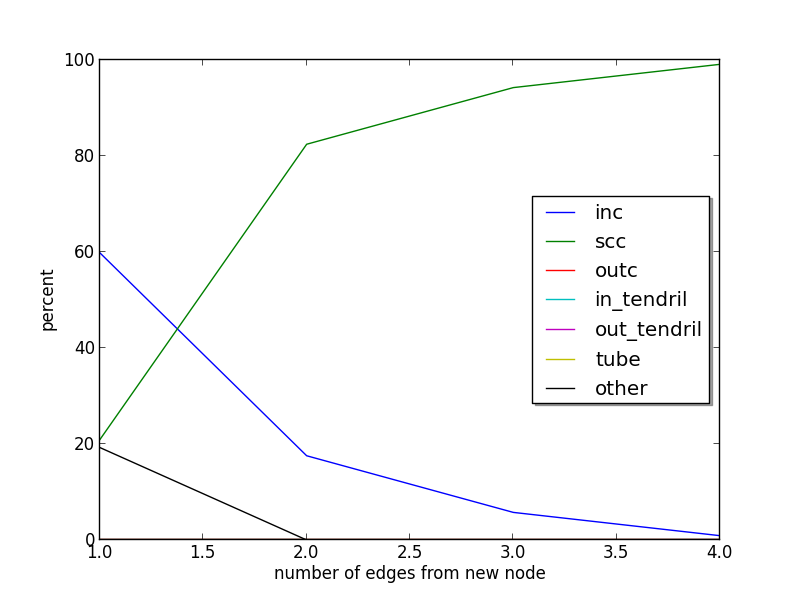 100
80
60
40
20
0
percent
inc
scc
outc
in_tendril
out_tendril
tube
other
1.0 1.5 2.0 2.5 3.0 3.5 4.0
number of edges from new node